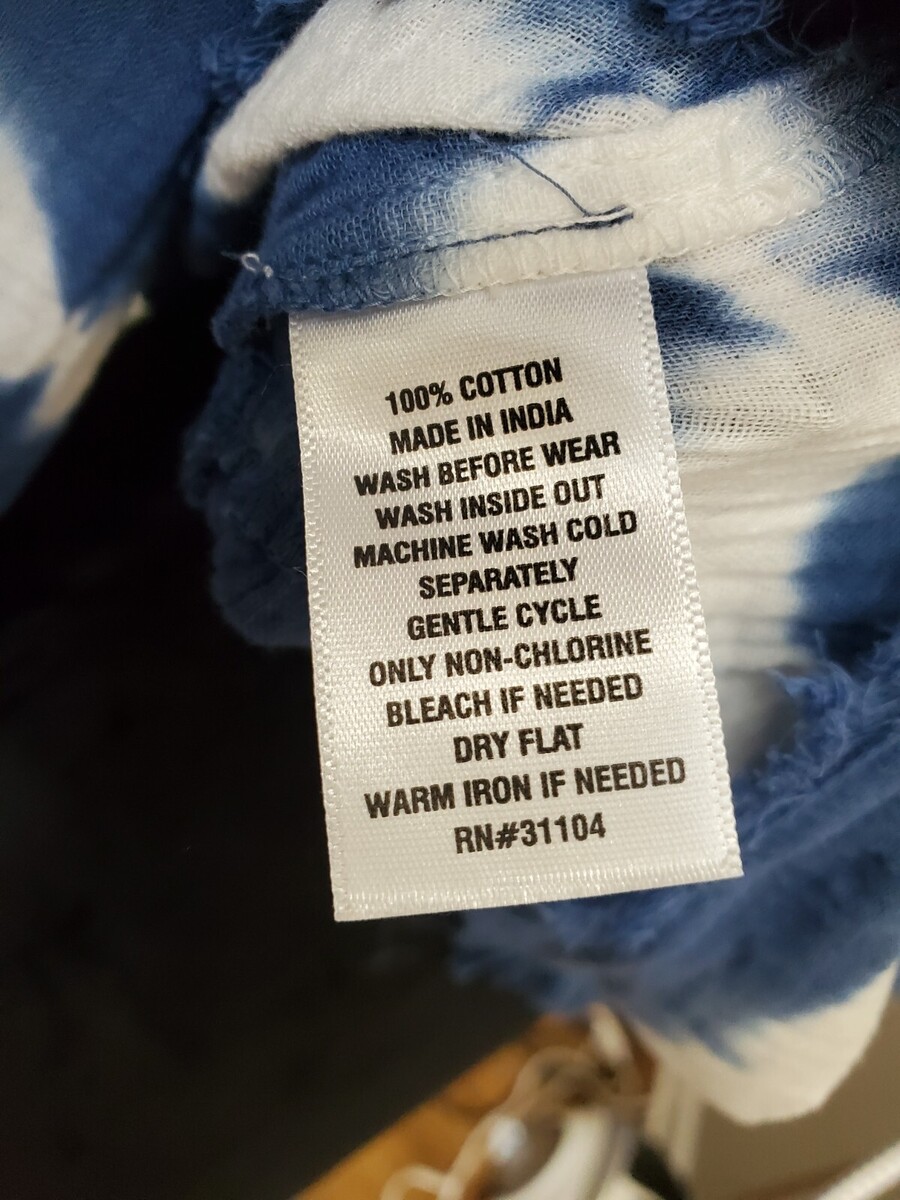 100% COTTON
MADE IN INDIA
WASH BEFORE WEAR
WASH INSIDE OUT
MACHINE WASH COLD
SEPARATELY
GENTLE CYCLE
ONLY NON-CHLORINE
BLEACH IF NEEDED
DRY FLAT
WARM IRON IF NEEDED
RN#31104